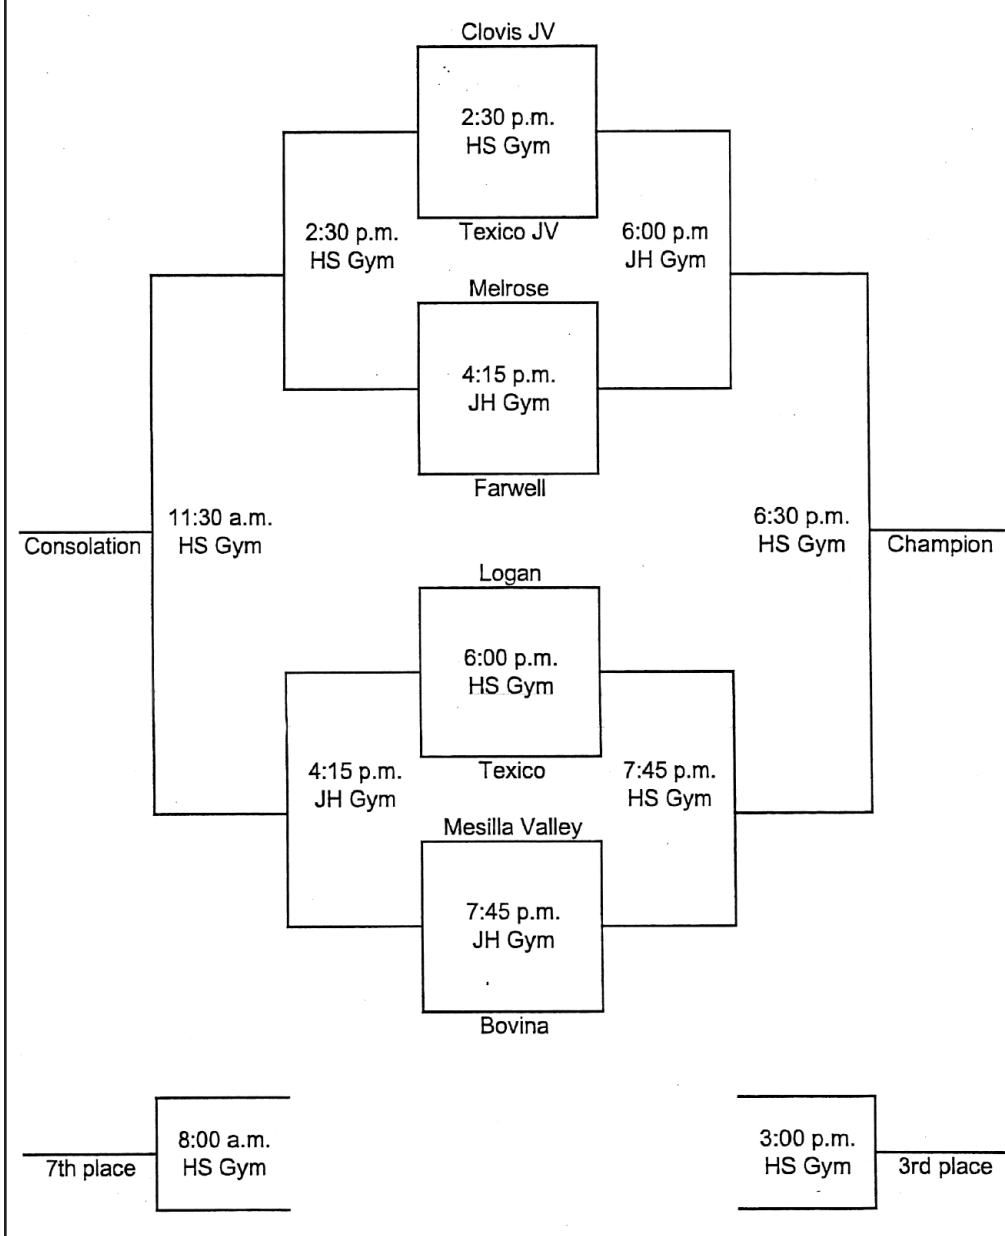 Clovis JV
2:30 p.m.
HS Gym
Texico JV
2:30 p.m.
HS Gym
6:00 p.m
JH Gym
Melrose
4:15 p.m.
JH Gym
Farwell
11:30 a.m.
HS Gym
Consolation
6:30 p.m.
HS Gym
Champion
Logan
6:00 p.m.
HS Gym
Texico
4:15 p.m.
JH Gym
7:45 p.m.
HS Gym
Mesilla Valley
7:45 p.m.
JH Gym
Bovina
8:00 a.m.
HS Gym
7th place
3:00 p.m.
HS Gym
3rd place